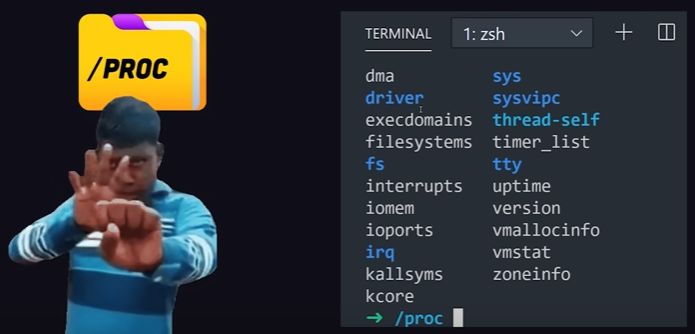 /PROC
TERMINAL 1: zsh
dma sys
driver sysvipc
execdomains thread-self
filesystems timer_list
fs tty
interrupts uptime
iomem version
ioports vmallocinfo
irq vmstat
kallsyms zoneinfo
kcore
→ /proc